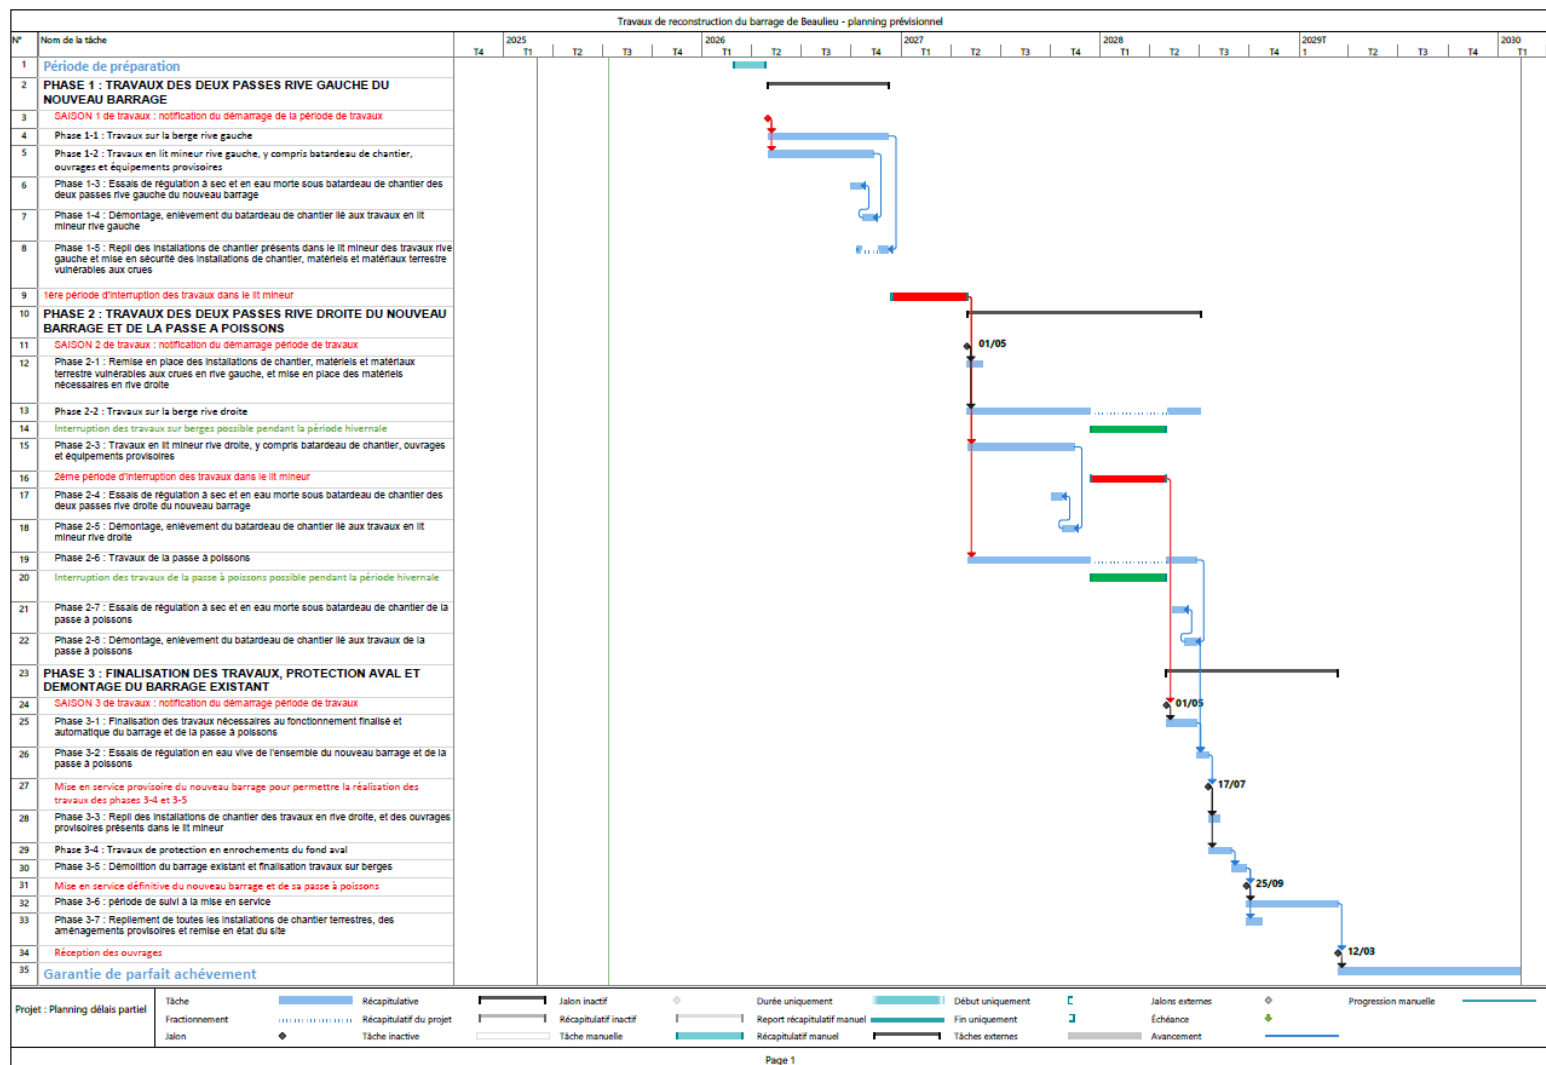 Travaux de reconstruction du barrage de Beaulieu - planning prévisionnel
N° Nom de la tâche
2025 2026 2027 2028 2029T 2030
T4 T1 T2 T3 T4 T1 T2 T3 T4 T1 T2 T3 T4 T1 T2 T3 T4 1 T2 T3 T4 T1
1 Période de préparation
2 PHASE 1 : TRAVAUX DES DEUX PASSES RIVE GAUCHE DU
NOUVEAU BARRAGE
3 SAISON 1 de travaux : notification du démarrage de la période de travaux
4 Phase 1-1 : Travaux sur la berge rive gauche
5 Phase 1-2 : Travaux en lit mineur rive gauche, y compris batardeau de chantier,
ouvrages et équipements provisoires
6 Phase 1-3 : Essais de régulation à sec et en eau morte sous batardeau de chantier des
deux passes rive gauche du nouveau barrage
7 Phase 1-4 : Démontage, enlèvement du batardeau de chantier lié aux travaux en lit
mineur rive gauche
8 Phase 1-5 : Repli des installations de chantier présents dans le lit mineur des travaux rive
gauche et mise en sécurité des installations de chantier, matériels et matériaux terrestre
vulnérables aux crues
9 1ère période d'interruption des travaux dans le lit mineur
10 PHASE 2 : TRAVAUX DES DEUX PASSES RIVE DROITE DU NOUVEAU
BARRAGE ET DE LA PASSE A POISSONS
11 SAISON 2 de travaux : notification du démarrage période de travaux
01/05
12 Phase 2-1 : Remise en place des installations de chantier, matériels et matériaux
terrestre vulnérables aux crues en rive gauche, et mise en place des matériels
nécessaires en rive droite
13 Phase 2-2 : Travaux sur la berge rive droite
14 Interruption des travaux sur berges possible pendant la période hivernale
15 Phase 2-3 : Travaux en lit mineur rive droite, y compris batardeau de chantier, ouvrages
et équipements provisoires
16 2ème période d'interruption des travaux dans le lit mineur
17 Phase 2-4 : Essais de régulation à sec et en eau morte sous batardeau de chantier des
deux passes rive droite du nouveau barrage
18 Phase 2-5 : Démontage, enlèvement du batardeau de chantier lié aux travaux en lit
mineur rive droite
19 Phase 2-6 : Travaux de la passe à poissons
20 Interruption des travaux de la passe à poissons possible pendant la période hivernale
21 Phase 2-7 : Essais de régulation à sec et en eau morte sous batardeau de chantier de la
passe à poissons
22 Phase 2-8 : Démontage, enlèvement du batardeau de chantier lié aux travaux de la
passe à poissons
23 PHASE 3 : FINALISATION DES TRAVAUX, PROTECTION AVAL ET
DEMONTAGE DU BARRAGE EXISTANT
24 SAISON 3 de travaux : notification du démarrage période de travaux
01/05
25 Phase 3-1 : Finalisation des travaux nécessaires au fonctionnement finalisé et
automatique du barrage et de la passe à poissons
26 Phase 3-2 : Essais de régulation en eau vive de l'ensemble du nouveau barrage et de la
passe à poissons
27 Mise en service provisoire du nouveau barrage pour permettre la réalisation des
travaux des phases 3-4 et 3-5
17/07
28 Phase 3-3 : Repli des installations de chantier des travaux en rive droite, et des ouvrages
provisoires présents dans le lit mineur
29 Phase 3-4 : Travaux de protection en enrochements du fond aval
30 Phase 3-5 : Démolition du barrage existant et finalisation travaux sur berges
31 Mise en service définitive du nouveau barrage et de sa passe à poissons
25/09
32 Phase 3-6 : période de suivi à la mise en service
33 Phase 3-7 : Repliement de toutes les installations de chantier terrestres, des
aménagements provisoires et remise en état du site
34 Réception des ouvrages
12/03
35 Garantie de parfait achévement
Projet : Planning délais partiel
Tâche Récapitulative Jalon inactif Durée uniquement Début uniquement Jalons externes Progression manuelle
Fractionnement Récapitulatif du projet Récapitulatif inactif Report récapitulatif manuel Fin uniquement Échéance
Jalon Tâche inactive Tâche manuelle Récapitulatif manuel Tâches externes Avancement
Page 1